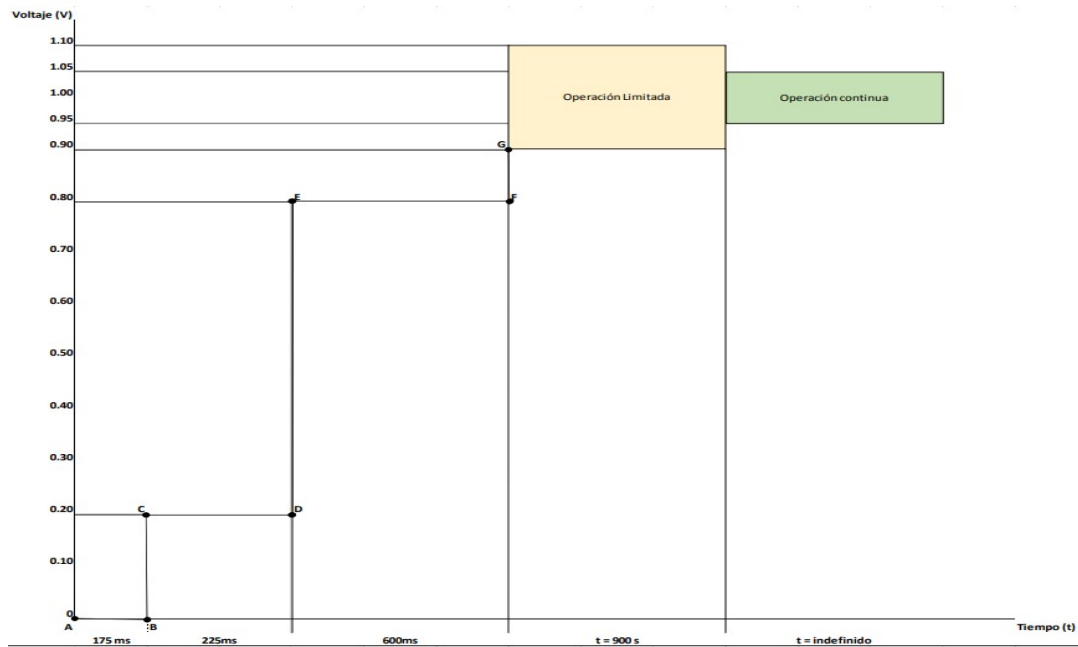 Voltaje (V)
1.10
1.05
1.00
0.95
0.90
G
0.80
E
F
0.70
0.60
0.50
0.40
0.30
0.20
C
D
0.10
0
A
B
Operación Limitada
Operación continua
Tiempo (t)
175 ms
225ms
600ms
t = 900 s
t = indefinido